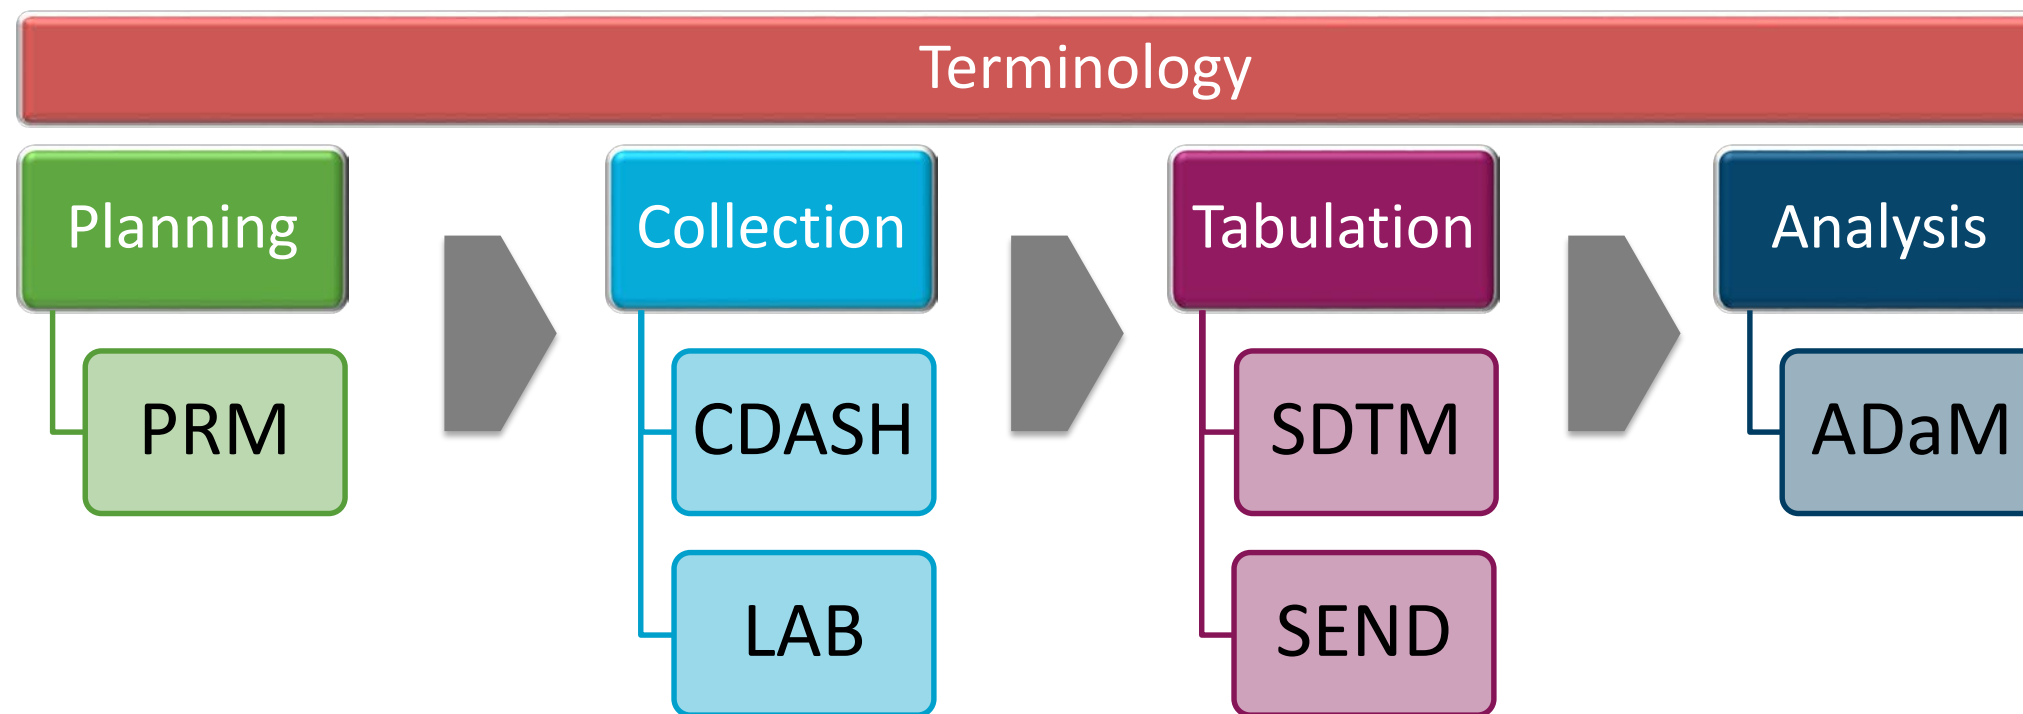 Terminology
Planning
Collection
Tabulation
Analysis
PRM
CDASH
SDTM
ADaM
LAB
SEND